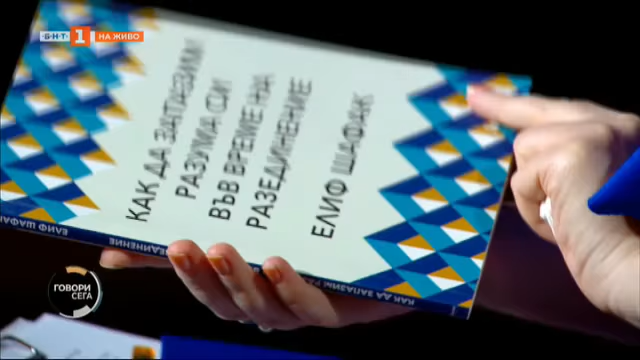 БНТ 1 НА ЖИВО
КАК ДА ЗАПАЗИМ
РАЗУМА СИ
ВЪВ ВРЕМЕ НА
РАЗЕДИНЕНИЕ
ЕЛИФ ШАФАК
ЕЛИФ ШАФАК
РАЗЕДИНЕНИЕ
КАК ДА ЗАПАЗИМ
ГОВОРИ
СЕГА